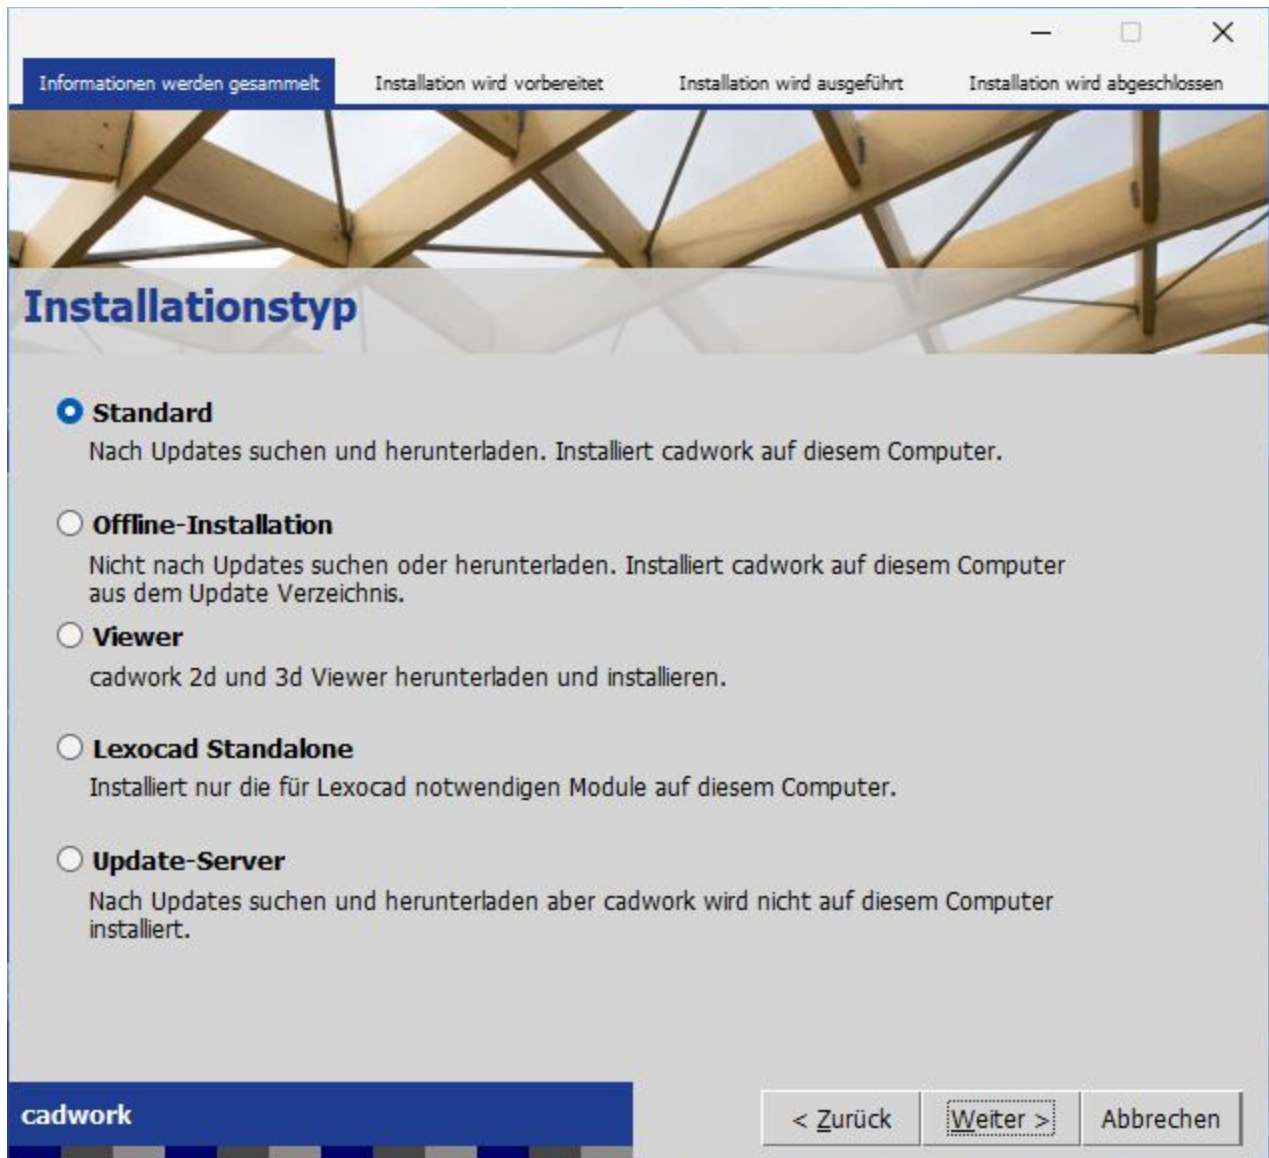 Informationen werden gesammelt
Installation wird vorbereitet
Installation wird ausgeführt
Installation wird abgeschlossen
Installationstyp
Standard
Nach Updates suchen und herunterladen. Installiert cadwork auf diesem Computer.
Offline-Installation
Nicht nach Updates suchen oder herunterladen. Installiert cadwork auf diesem Computer
aus dem Update Verzeichnis.
Viewer
cadwork 2d und 3d Viewer herunterladen und installieren.
Lexocad Standalone
Installiert nur die für Lexocad notwendigen Module auf diesem Computer.
Update-Server
Nach Updates suchen und herunterladen aber cadwork wird nicht auf diesem Computer
installiert.
cadwork
< Zurück
Weiter >
Abbrechen